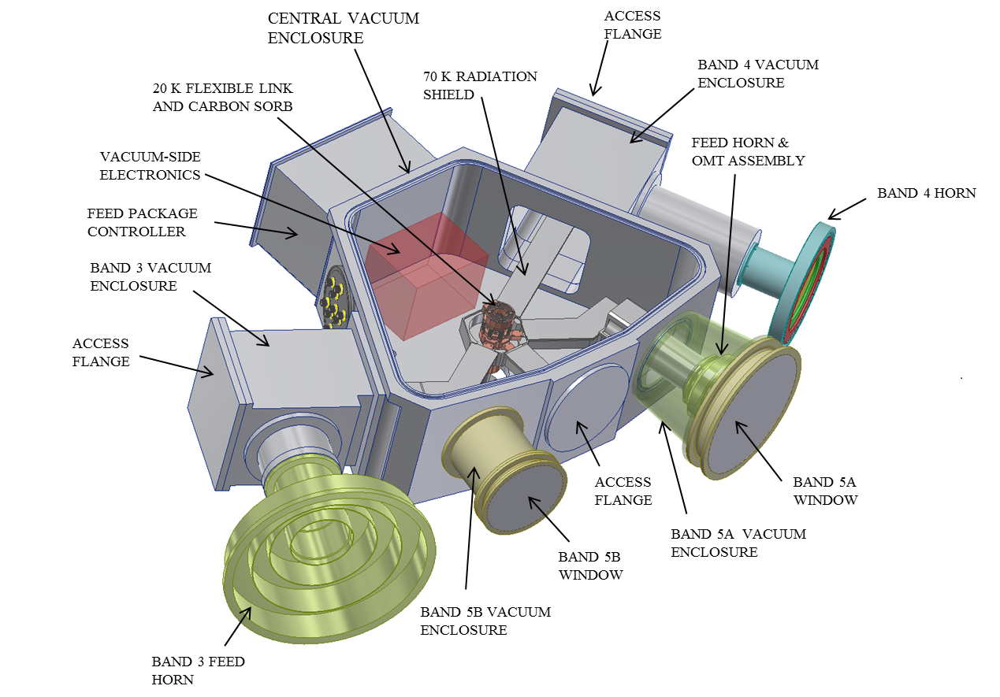 CENTRAL VACUUM
ENCLOSURE
ACCESS
FLANGE
BAND 4 VACUUM
ENCLOSURE
70 K RADIATION
SHIELD
20 K FLEXIBLE LINK
AND CARBON SORB
FEED HORN &
OMT ASSEMBLY
VACUUM-SIDE
ELECTRONICS
BAND 4 HORN
FEED PACKAGE
CONTROLLER
BAND 3 VACUUM
ENCLOSURE
ACCESS
FLANGE
ACCESS
FLANGE
BAND 5A
WINDOW
BAND 5A VACUUM
ENCLOSURE
BAND 5B
WINDOW
BAND 5B VACUUM
ENCLOSURE
BAND 3 FEED
HORN